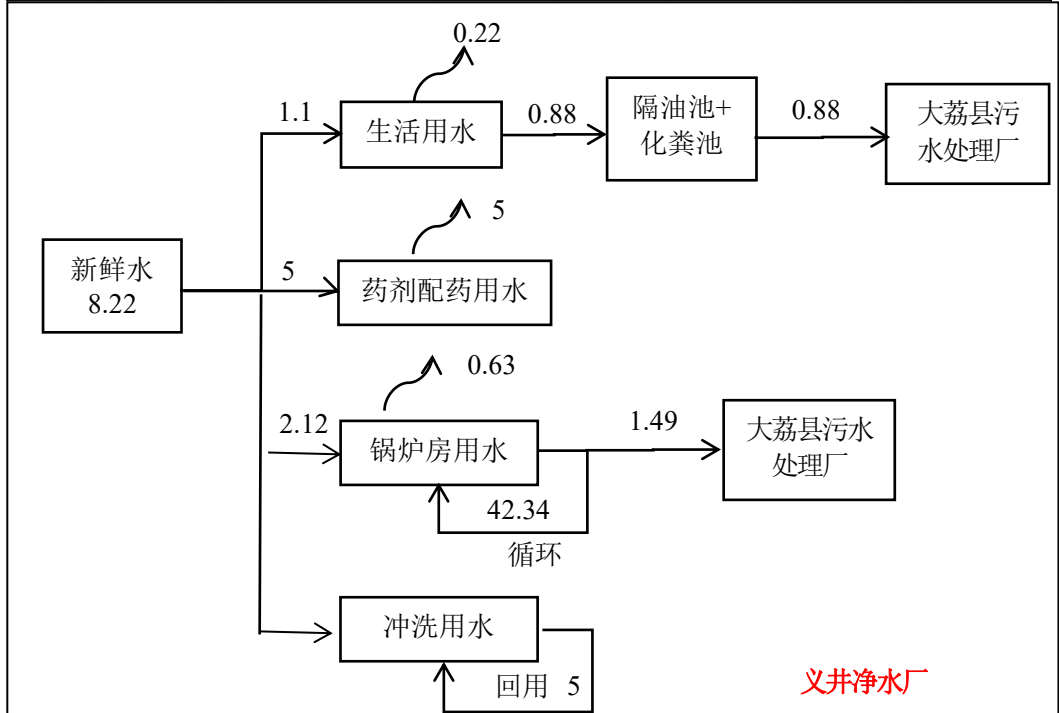 0.22
1.1
生活用水
0.88
隔油池+
化粪池
0.88
大荔县污
水处理厂
5
新鲜水
8.22
5
药剂配药用水
0.63
2.12
锅炉房用水
1.49
大荔县污水
处理厂
42.34
循环
冲洗用水
回用 5
义井净水厂